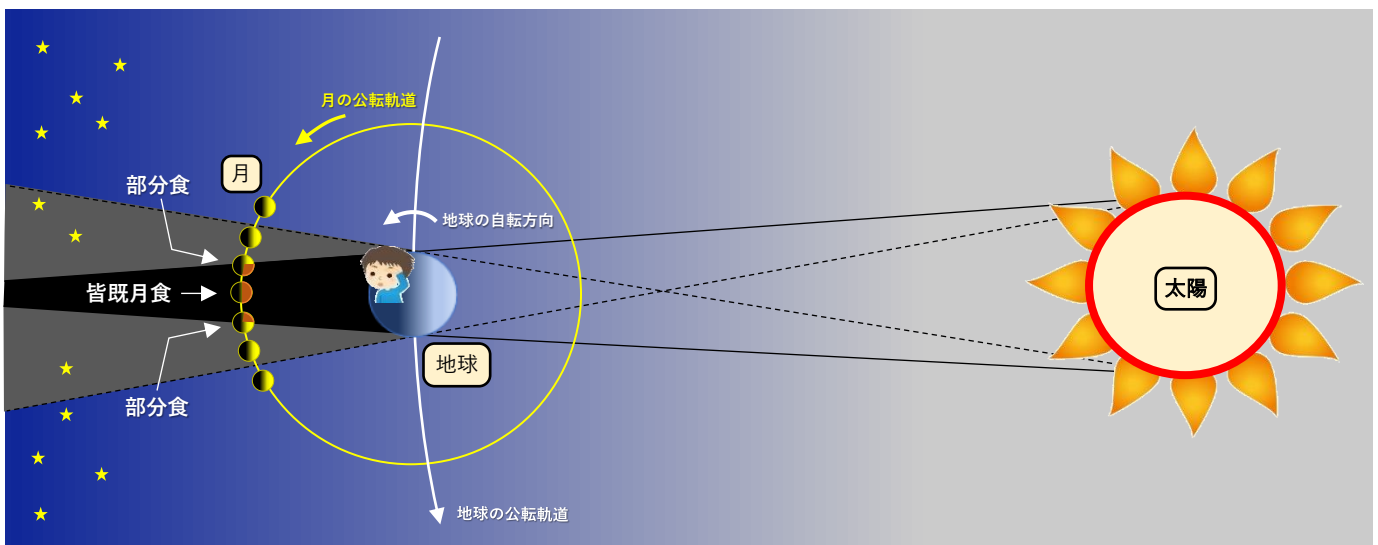 月の公転軌道
月
部分食
地球の自転方向
皆既月食
太陽
地球
部分食
地球の公転軌道